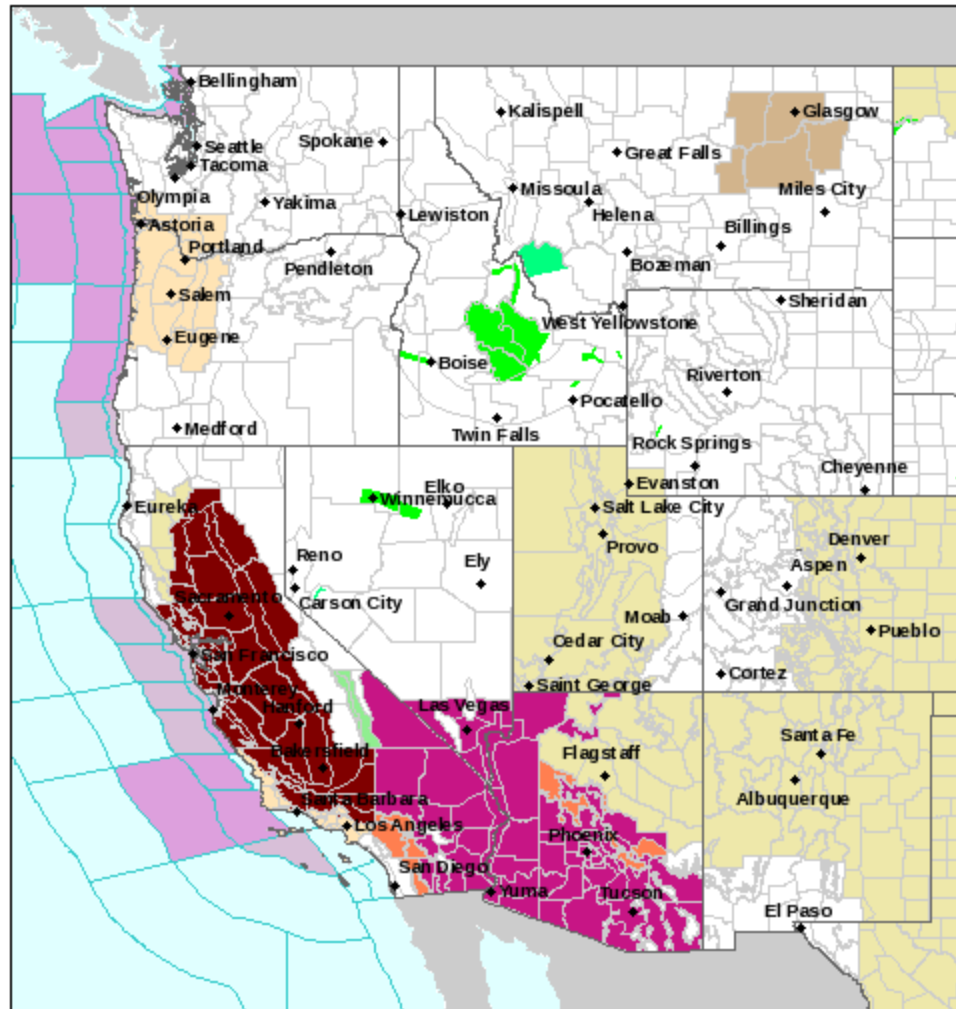 Bellingham
Kalispell
Glasgow
Seattle
Spokane
Great Falls
Tacoma
Missoula
Miles City
Olympia
Yakima
Lewiston
Helena
Astoria
Billings
Portland
Pendleton
Bozeman
Salem
Sheridan
West Yellowstone
Eugene
Boise
Riverton
Pocatello
Medford
Twin Falls
Rock Springs
Cheyenne
Elko
Evanston
Eureka
Winnemucca
Salt Lake City
Denver
Provo
Reno
Ely
Aspen
Sacramento
Carson City
Grand Junction
Moab
Pueblo
Cedar City
San Francisco
Cortez
Monterey
Saint George
Hanford
Las Vegas
Santa Fe
Bakersfield
Flagstaff
Albuquerque
Santa Barbara
Los Angeles
Phoenix
San Diego
Yuma
Tucson
El Paso